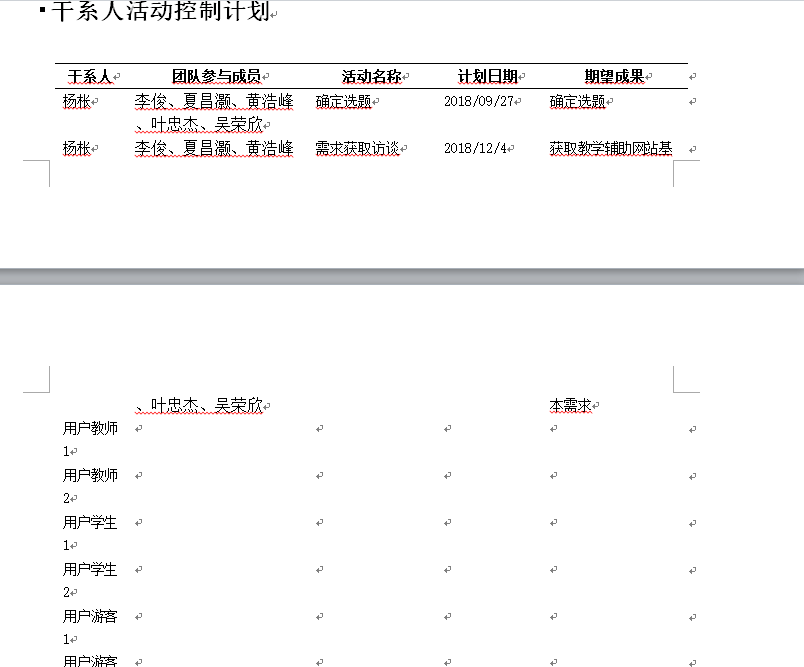 干系人活动控制计划
干系人 团队参与成员 活动名称 计划日期 期望成果
杨枨 李俊、夏昌灏、黄浩峰 确定选题 2018/09/27 确定选题
、叶忠杰、吴荣欣
杨枨 李俊、夏昌灏、黄浩峰 需求获取访谈 2018/12/4 获取教学辅助网站基
、叶忠杰、吴荣欣 本需求
用户教师
1
用户教师
2
用户学生
1
用户学生
2
用户游客
1
用户游客